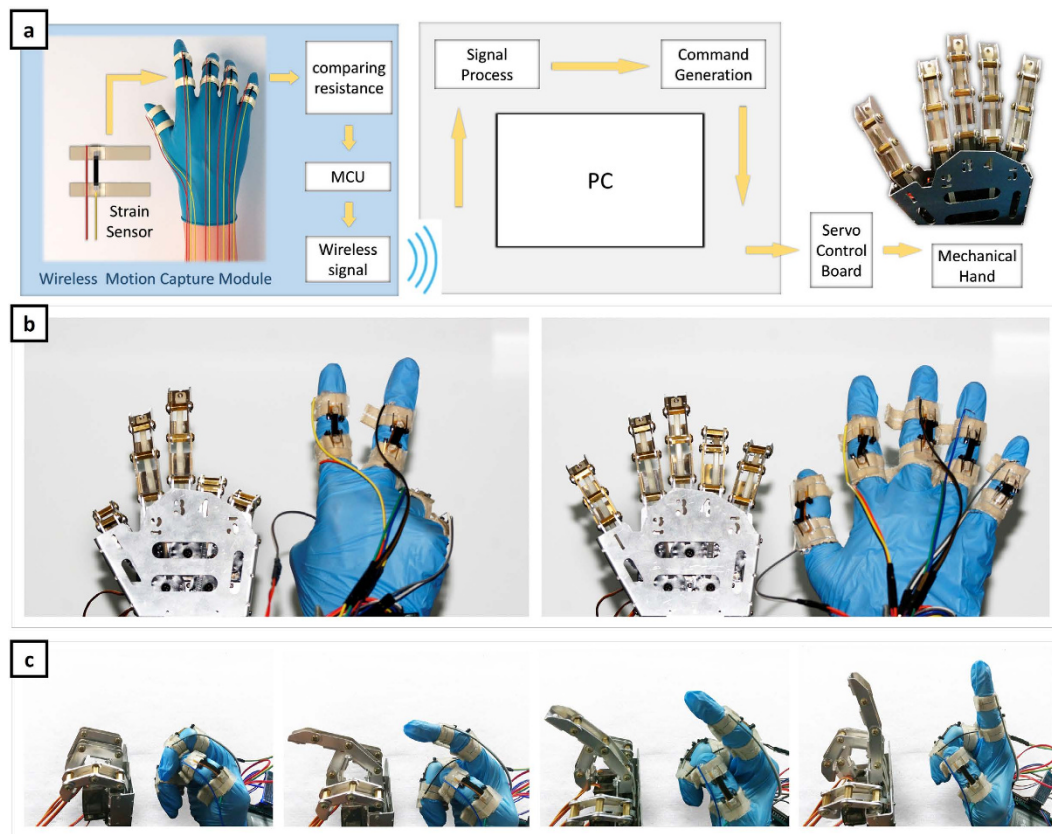 a
comparing
resistance
Signal
Process
Command
Generation
MCU
PC
Strain
Sensor
Wireless
signal
Servo
Control
Board
Mechanical
Hand
Wireless Motion Capture Module
b
c